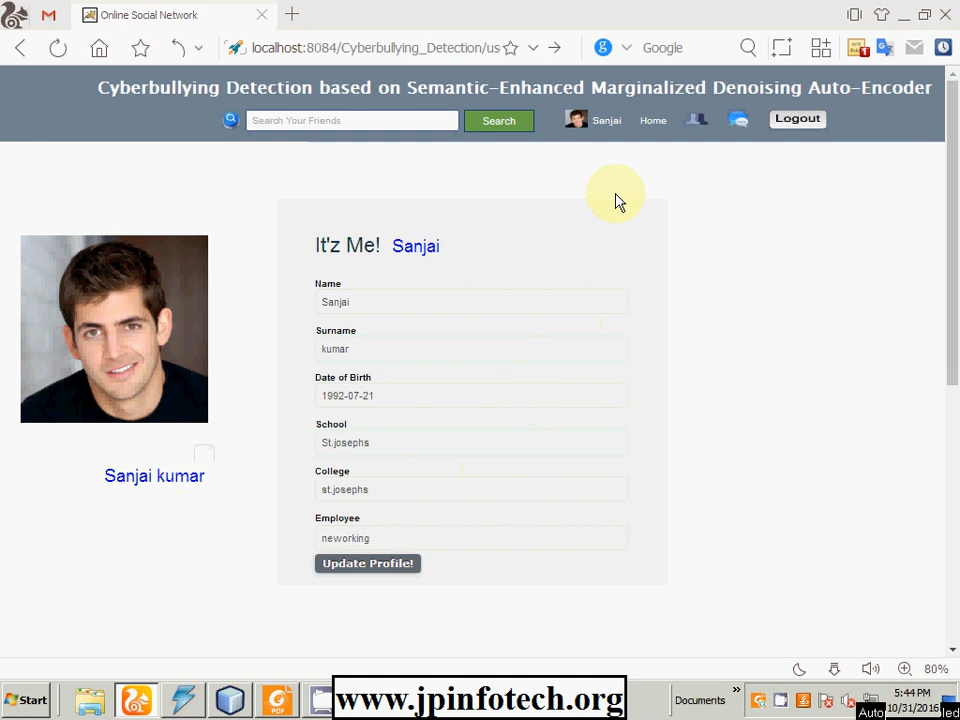 Online Social Network
localhost:8084/Cyberbullying_Detection/us
Google
Cyberbullying Detection based on Semantic-Enhanced Marginalized Denoising Auto-Encoder
Search Your Friends
Search
Sanjai
Home
Logout
It'z Me! Sanjai
Name
Sanjai
Surname
kumar
Date of Birth
1992-07-21
School
St.josephs
College
st.josephs
Employee
neworking
Update Profile!
Sanjai kumar
80%
Start
www.jpinfotech.org
Documents
5:44 PM
10/31/2016